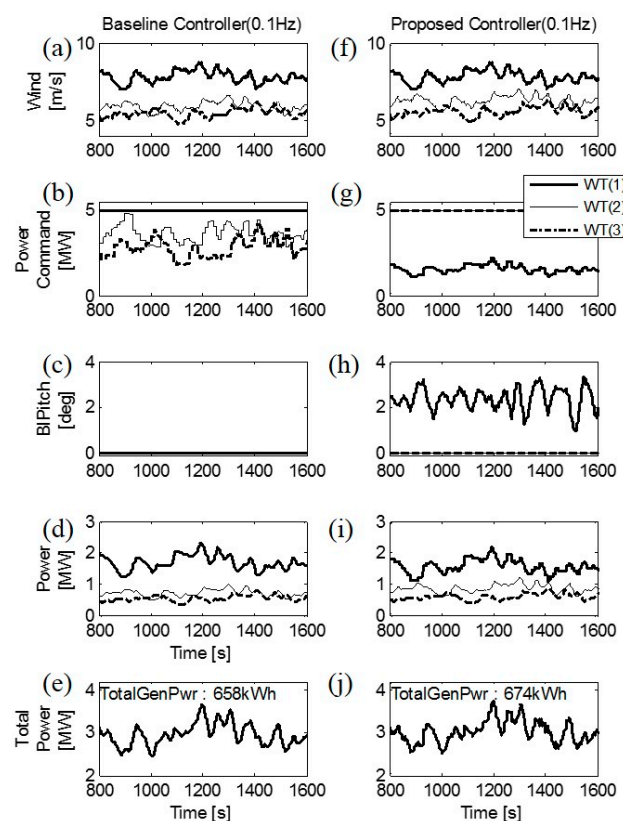 Baseline Controller(0.1Hz)
Proposed Controller(0.1Hz)
(a)
Wind
[m/s]
10
5
800 1000 1200 1400 1600
(f)
10
5
800 1000 1200 1400 1600
(b)
Power
Command
[MW]
5
0
800 1000 1200 1400 1600
(g)
5
0
800 1000 1200 1400 1600
WT(1)
WT(2)
WT(3)
(c)
BlPitch
[deg]
4
2
0
800 1000 1200 1400 1600
(h)
4
2
0
800 1000 1200 1400 1600
(d)
Power
[MW]
3
2
1
0
800 1000 1200 1400 1600
Time [s]
(i)
3
2
1
0
800 1000 1200 1400 1600
Time [s]
(e)
Total
Power
[MW]
4
3
2
TotalGenPwr : 658kWh
800 1000 1200 1400 1600
Time [s]
(j)
4
3
2
TotalGenPwr : 674kWh
800 1000 1200 1400 1600
Time [s]